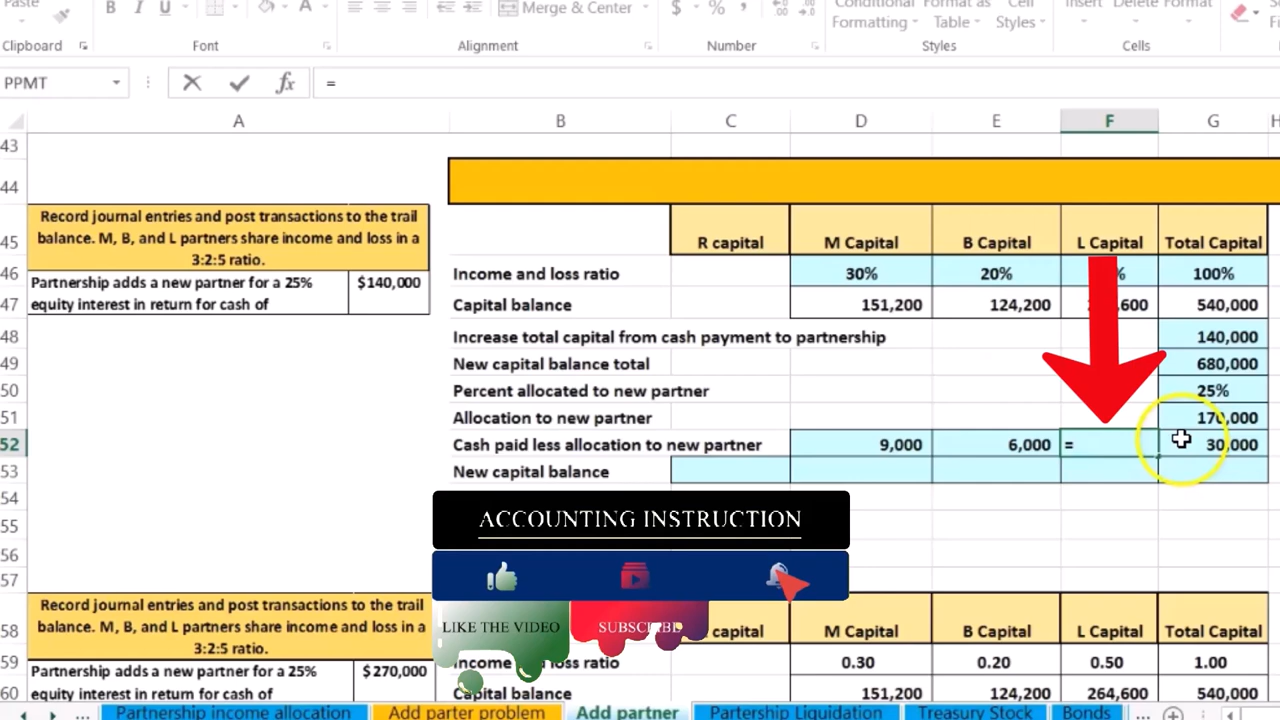 Paste
B I U
A
Merge & Center
$ % ,
Conditional Format as Cell
Formatting Table Styles
Insert Delete Format
Clipboard Font Alignment Number Styles Cells
PPMT fx =
A B C D E F G H
43
44
Record journal entries and post transactions to the trail
balance. M, B, and L partners share income and loss in a
3:2:5 ratio.
45 R capital M Capital B Capital L Capital Total Capital
Partnership adds a new partner for a 25% $140,000
equity interest in return for cash of
46 Income and loss ratio 30% 20% % 100%
47 Capital balance 151,200 124,200 ,600 540,000
48 Increase total capital from cash payment to partnership 140,000
49 New capital balance total 680,000
50 Percent allocated to new partner 25%
51 Allocation to new partner 170,000
52 Cash paid less allocation to new partner 9,000 6,000 = 30,000
53 New capital balance
54
55
56
57
ACCOUNTING INSTRUCTION
LIKE THE VIDEO SUBSCRIBE
Record journal entries and post transactions to the trail
balance. M, B, and L partners share income and loss in a
3:2:5 ratio.
58 capital M Capital B Capital L Capital Total Capital
Partnership adds a new partner for a 25% $270,000
equity interest in return for cash of
59 Income loss ratio 0.30 0.20 0.50 1.00
60 Capital balance 151,200 124,200 264,600 540,000
... Partnership income allocation Add parter problem Add partner Partership Liquidation Treasury Stock Bonds ...